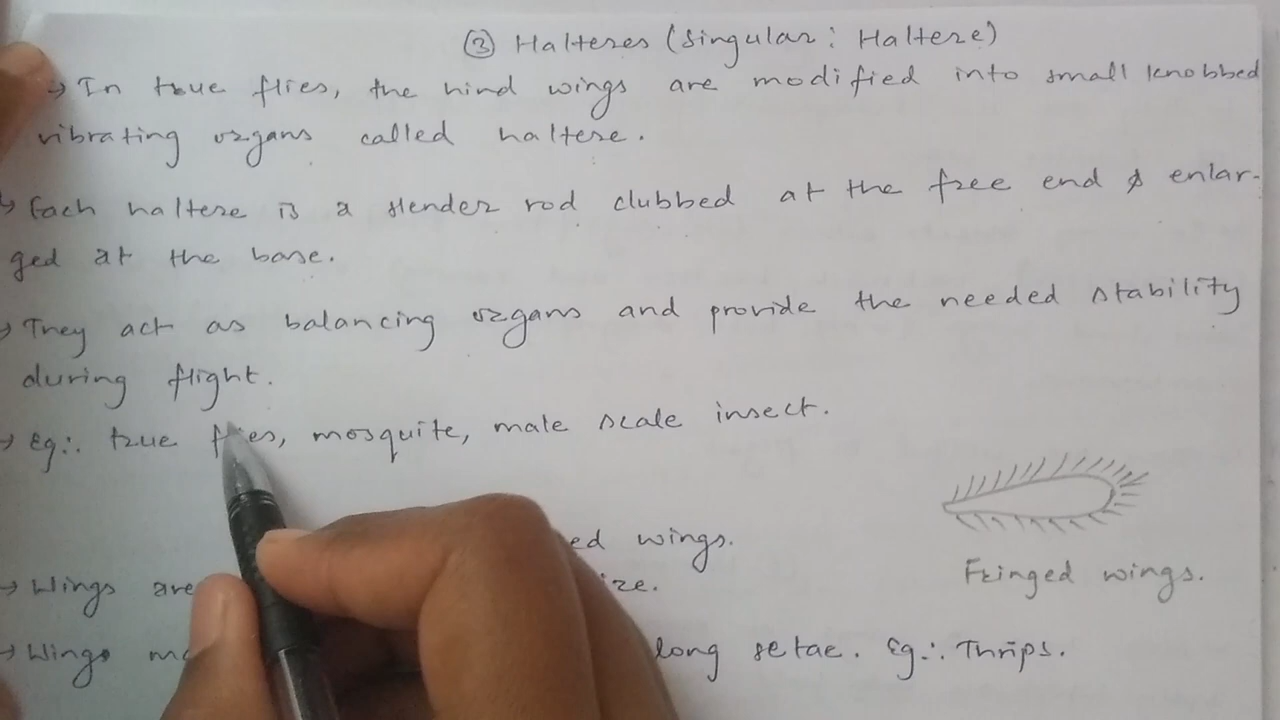 ③ Halteres (Singular: Haltere)
→ In true flies, the hind wings are modified into small knobbed
vibrating organs called haltere.
↳ Each haltere is a slender rod clubbed at the free end & enlar-
ged at the base.
→ They act as balancing organs and provide the needed stability
during flight.
→ Eg:. true flies, mosquite, male scale insect.
ed wings.
Fringed wings.
→ Wings are ize.
→ Wings long setae. Eg:. Thrips.